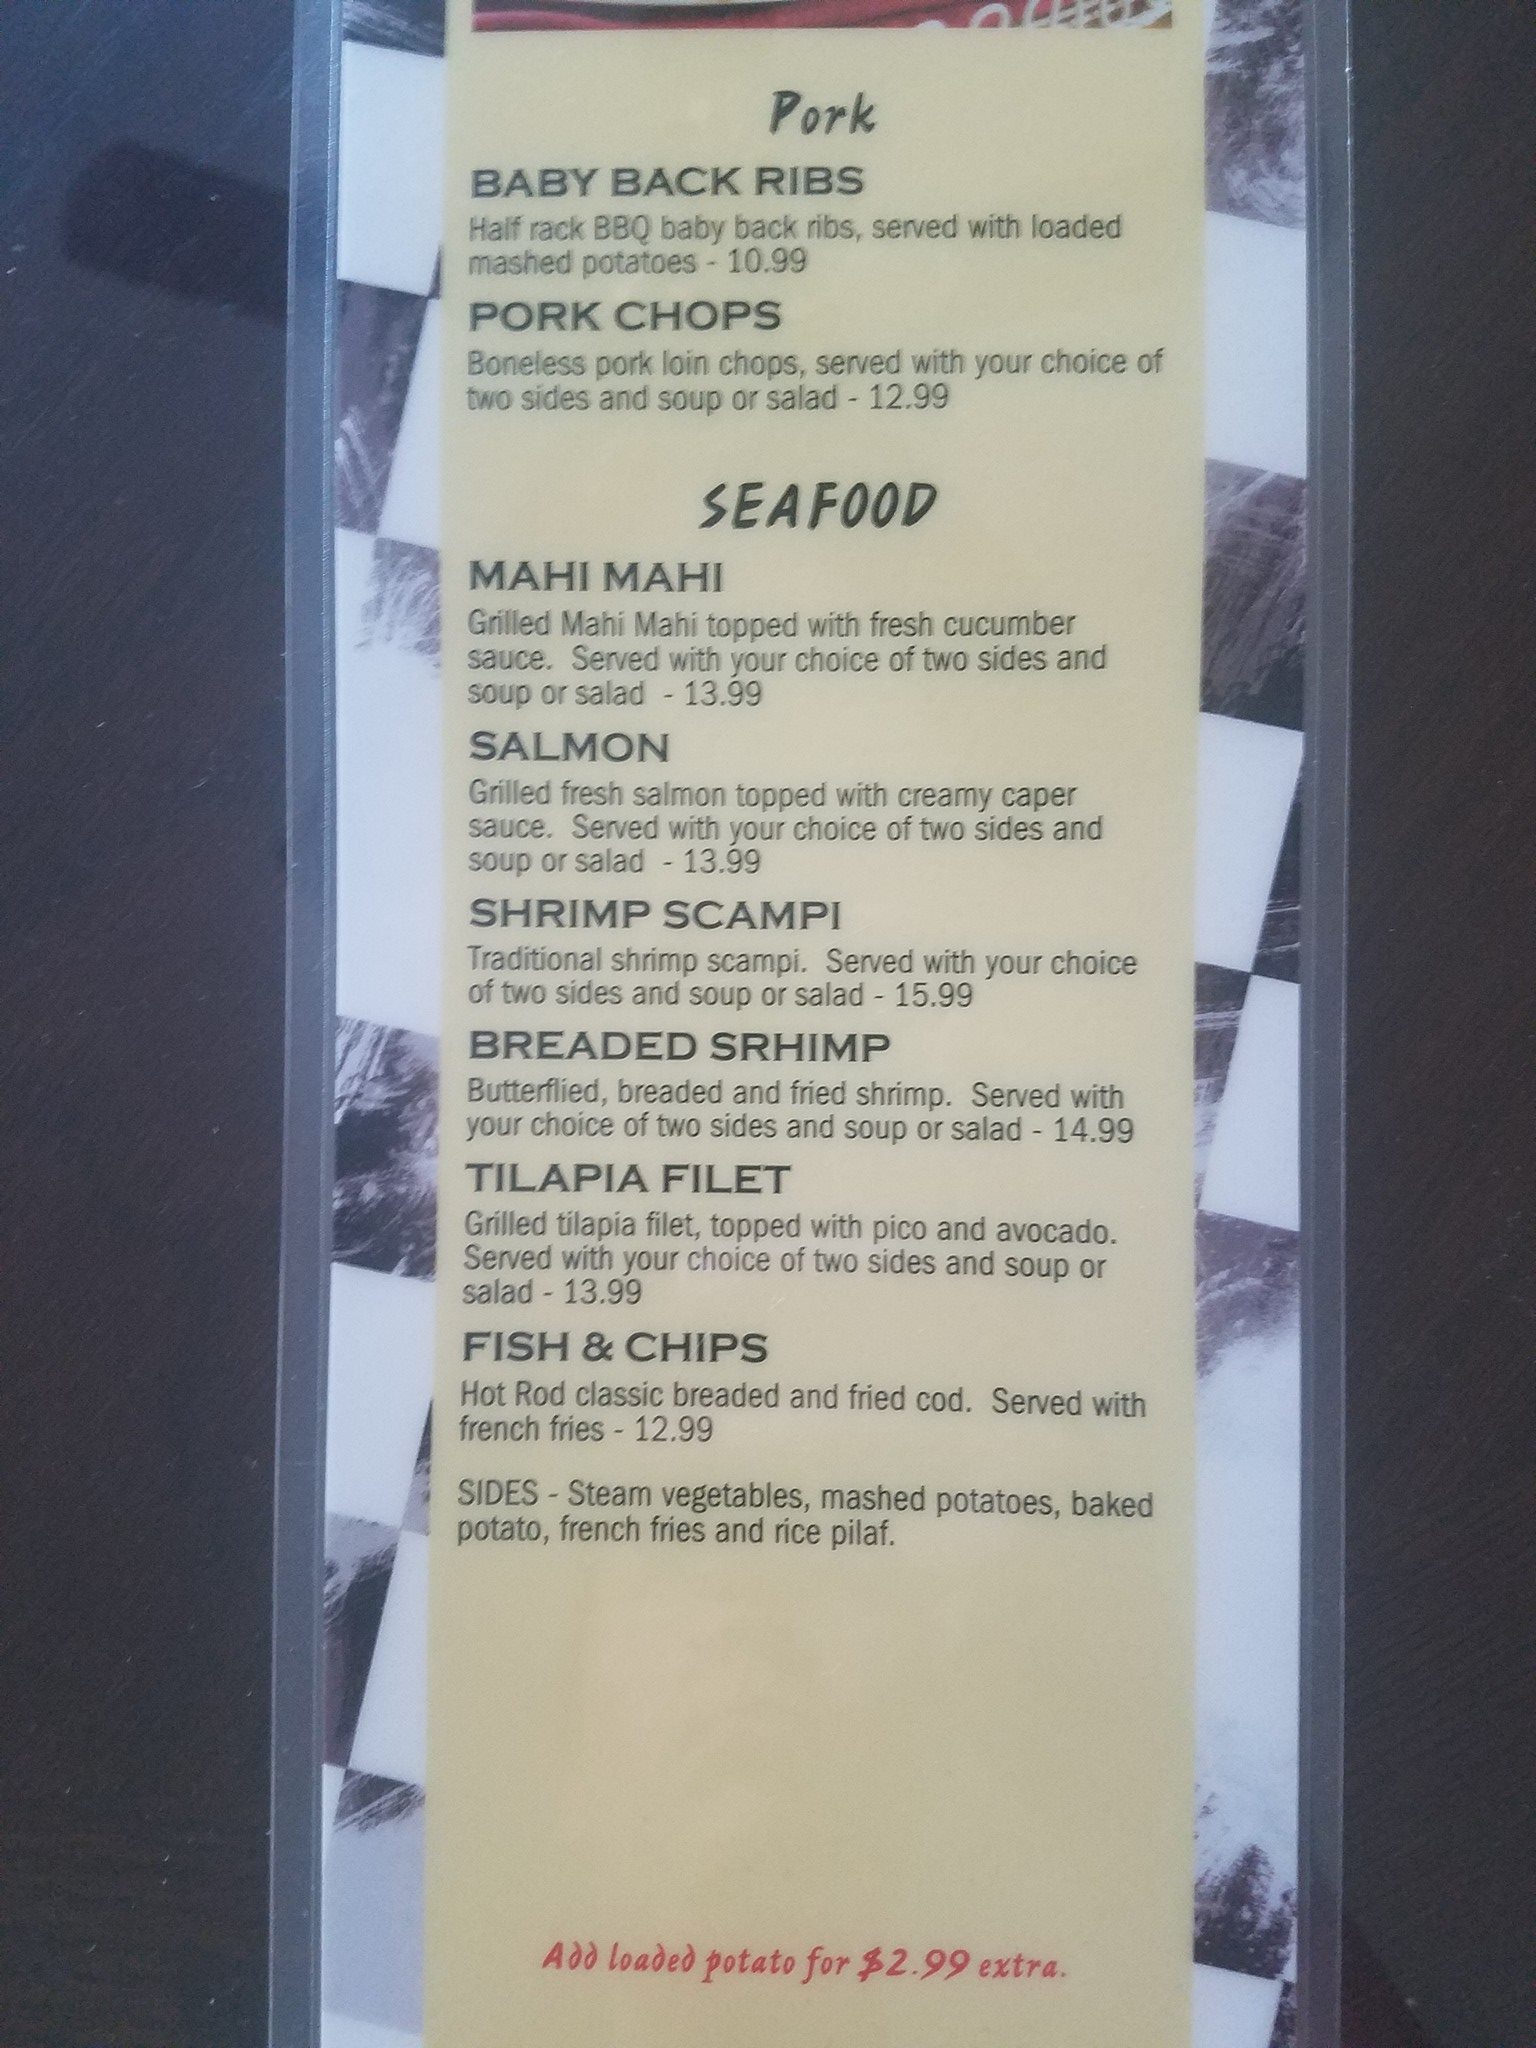 Pork
BABY BACK RIBS
Half rack BBQ baby back ribs, served with loaded
mashed potatoes - 10.99
PORK CHOPS
Boneless pork loin chops, served with your choice of
two sides and soup or salad - 12.99
SEAFOOD
MAHI MAHI
Grilled Mahi Mahi topped with fresh cucumber
sauce. Served with your choice of two sides and
soup or salad - 13.99
SALMON
Grilled fresh salmon topped with creamy caper
sauce. Served with your choice of two sides and
soup or salad - 13.99
SHRIMP SCAMPI
Traditional shrimp scampi. Served with your choice
of two sides and soup or salad - 15.99
BREADED SRHIMP
Butterflied, breaded and fried shrimp. Served with
your choice of two sides and soup or salad - 14.99
TILAPIA FILET
Grilled tilapia filet, topped with pico and avocado.
Served with your choice of two sides and soup or
salad - 13.99
FISH & CHIPS
Hot Rod classic breaded and fried cod. Served with
french fries - 12.99
SIDES - Steam vegetables, mashed potatoes, baked
potato, french fries and rice pilaf.
Add loaded potato for $2.99 extra.